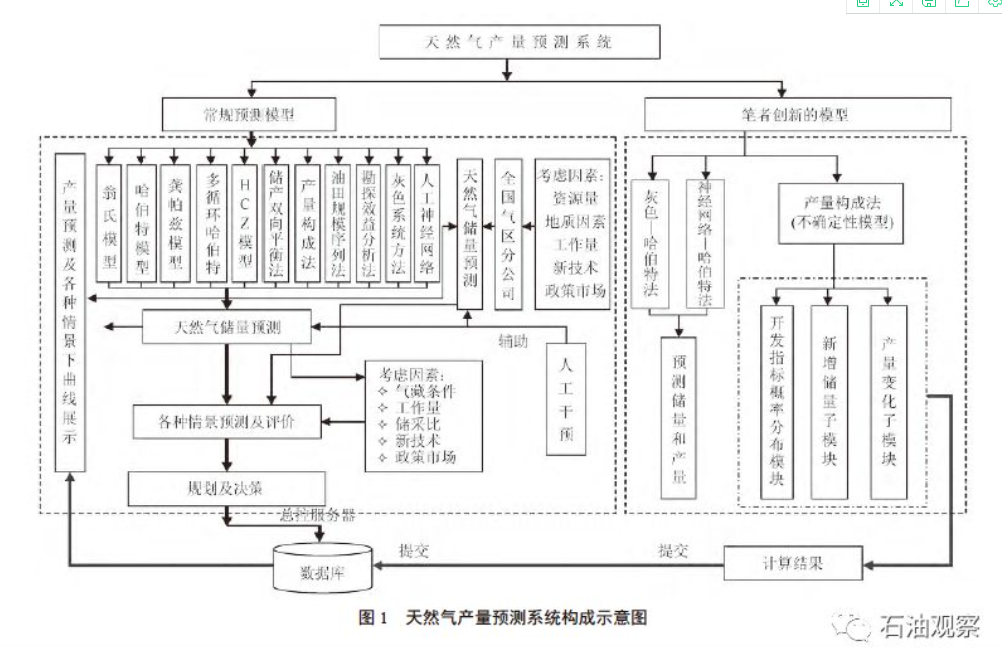 天然气产量预测系统
常规预测模型
笔者创新的模型
产量预测及各种情景下曲线展示
翁氏模型
哈伯特模型
龚帕兹模型
多循环哈伯特
HCZ模型
储产双向平衡法
产量构成法
油田规模序列法
勘探效益分析法
灰色系统方法
人工神经网络
天然气储量预测
全国气区分公司
考虑因素：
资源量
地质因素
工作量
新技术
政策市场
灰色—哈伯特法
神经网络—哈伯特法
产量构成法
(不确定性模型)
天然气储量预测
辅助
人工干预
考虑因素：
❖ 气藏条件
❖ 工作量
❖ 储采比
❖ 新技术
❖ 政策市场
各种情景预测及评价
规划及决策
预测储量和产量
开发指标概率分布模块
新增储量子模块
产量变化子模块
总控服务器
数据库
提交
提交
计算结果
图 1 天然气产量预测系统构成示意图
石油观察